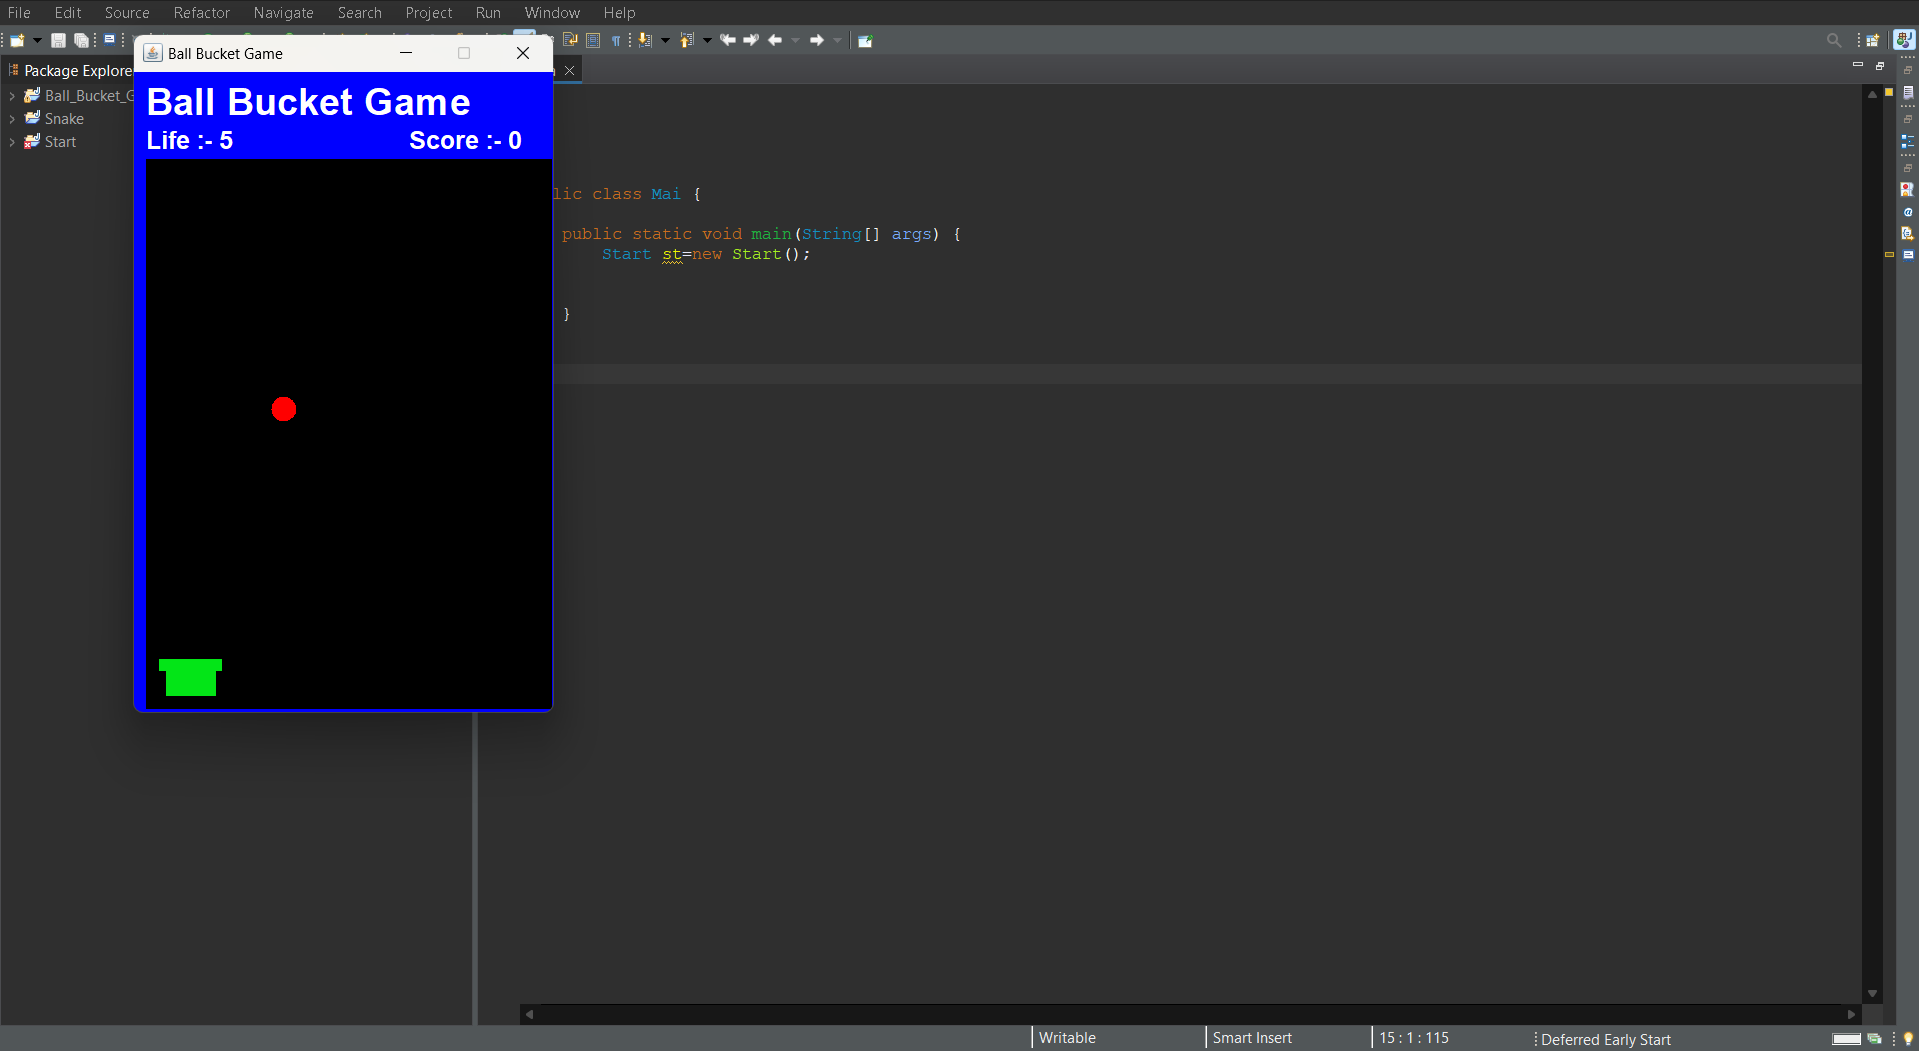 File Edit Source Refactor Navigate Search Project Run Window Help
Ball Bucket Game
Package Explore
Ball_Bucket_G
Snake
Start
Ball Bucket Game
Life :- 5 Score :- 0
lic class Mai {
public static void main(String[] args) {
Start st=new Start();
}
Writable Smart Insert 15 : 1 : 115 Deferred Early Start